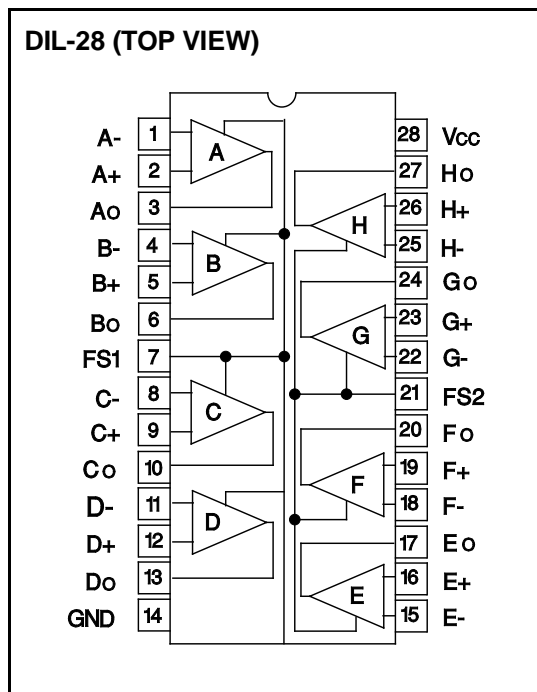 DIL-28 (TOP VIEW)
A- 1
A+ 2
Ao 3
B- 4
B+ 5
Bo 6
FS1 7
C- 8
C+ 9
Co 10
D- 11
D+ 12
Do 13
GND 14
A
B
C
D
H
G
F
E
28 Vcc
27 Ho
26 H+
25 H-
24 Go
23 G+
22 G-
21 FS2
20 Fo
19 F+
18 F-
17 Eo
16 E+
15 E-